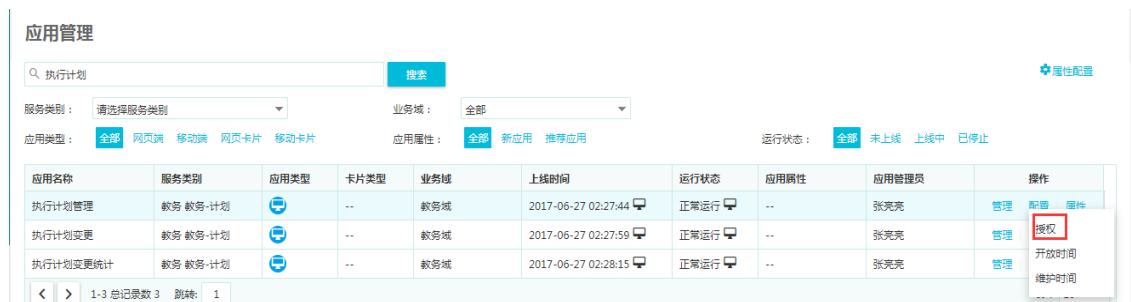 应用管理
执行计划 搜索 属性配置
服务类别： 请选择服务类别 业务域： 全部
应用类型： 全部 网页端 移动端 网页卡片 移动卡片 应用属性： 全部 新应用 推荐应用 运行状态： 全部 未上线 上线中 已停止
应用名称 服务类别 应用类型 卡片类型 业务域 上线时间 运行状态 应用属性 应用管理员 操作
执行计划管理 教务 教务-计划 -- 教务域 2017-06-27 02:27:44 正常运行 -- 张亮亮 管理 配置 属性
执行计划变更 教务 教务-计划 -- 教务域 2017-06-27 02:27:59 正常运行 -- 张亮亮 管理
执行计划变更统计 教务 教务-计划 -- 教务域 2017-06-27 02:28:15 正常运行 -- 张亮亮 管理
授权
开放时间
维护时间
1-3 总记录数 3 跳转: 1